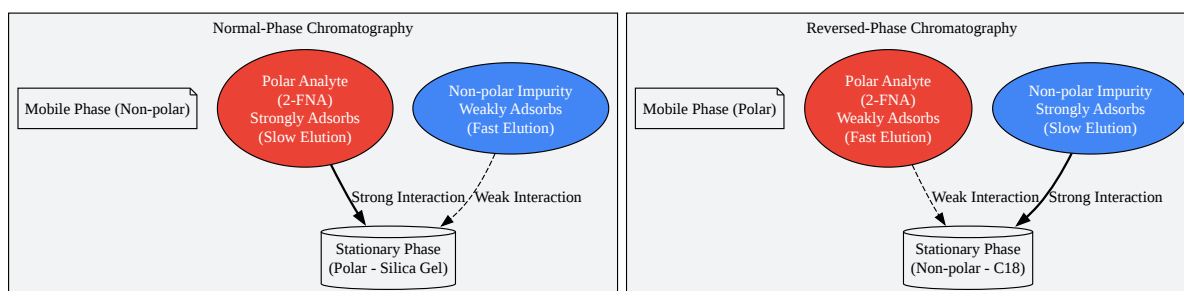 Normal-Phase Chromatography
Mobile Phase (Non-polar)
Polar Analyte
(2-FNA)
Strongly Adsorbs
(Slow Elution)
Non-polar Impurity
Weakly Adsorbs
(Fast Elution)
Strong Interaction
Weak Interaction
Stationary Phase
(Polar - Silica Gel)
Reversed-Phase Chromatography
Mobile Phase (Polar)
Polar Analyte
(2-FNA)
Weakly Adsorbs
(Fast Elution)
Non-polar Impurity
Strongly Adsorbs
(Slow Elution)
Weak Interaction
Strong Interaction
Stationary Phase
(Non-polar - C18)